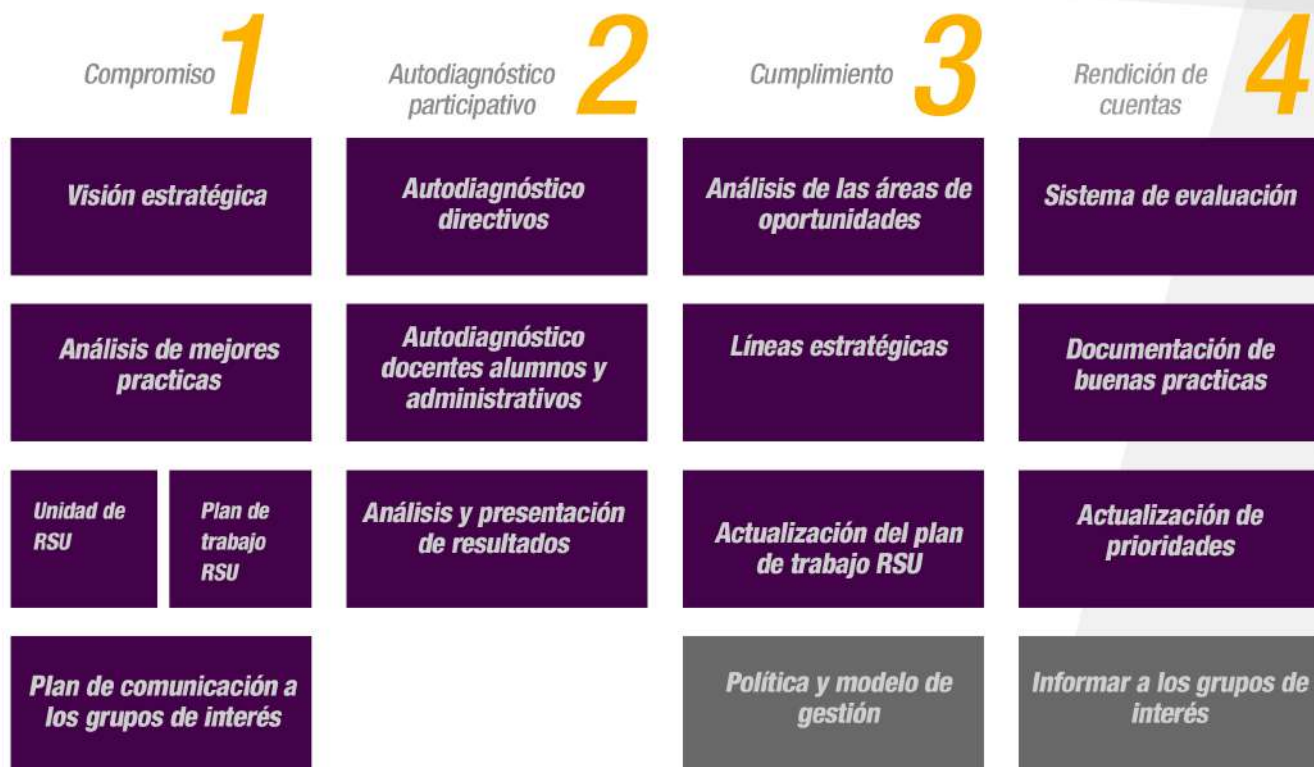 Compromiso 1
Visión estratégica
Análisis de mejores
practicas
Unidad de
RSU
Plan de
trabajo
RSU
Plan de comunicación a
los grupos de interés
Autodiagnóstico
participativo
2
Autodiagnóstico
directivos
Autodiagnóstico
docentes alumnos y
administrativos
Análisis y presentación
de resultados
Cumplimiento 3
Análisis de las áreas de
oportunidades
Líneas estratégicas
Actualización del plan
de trabajo RSU
Política y modelo de
gestión
Rendición de
cuentas
4
Sistema de evaluación
Documentación de
buenas practicas
Actualización de
prioridades
Informar a los grupos de
interés